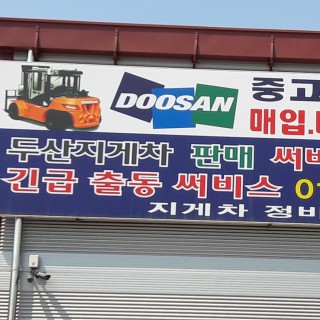 DOOSAN 중고
매입.
두산지게차 판매 써비
긴급 출동 써비스 01
지게차 정비